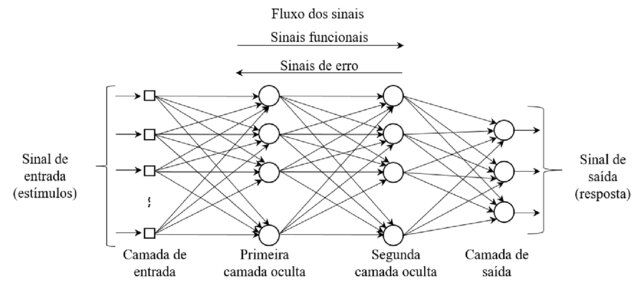 Fluxo dos sinais
Sinais funcionais
Sinais de erro
Sinal de
entrada
(estímulos)
Sinal de
saída
(resposta)
Camada de
entrada
Primeira
camada oculta
Segunda
camada oculta
Camada de
saída